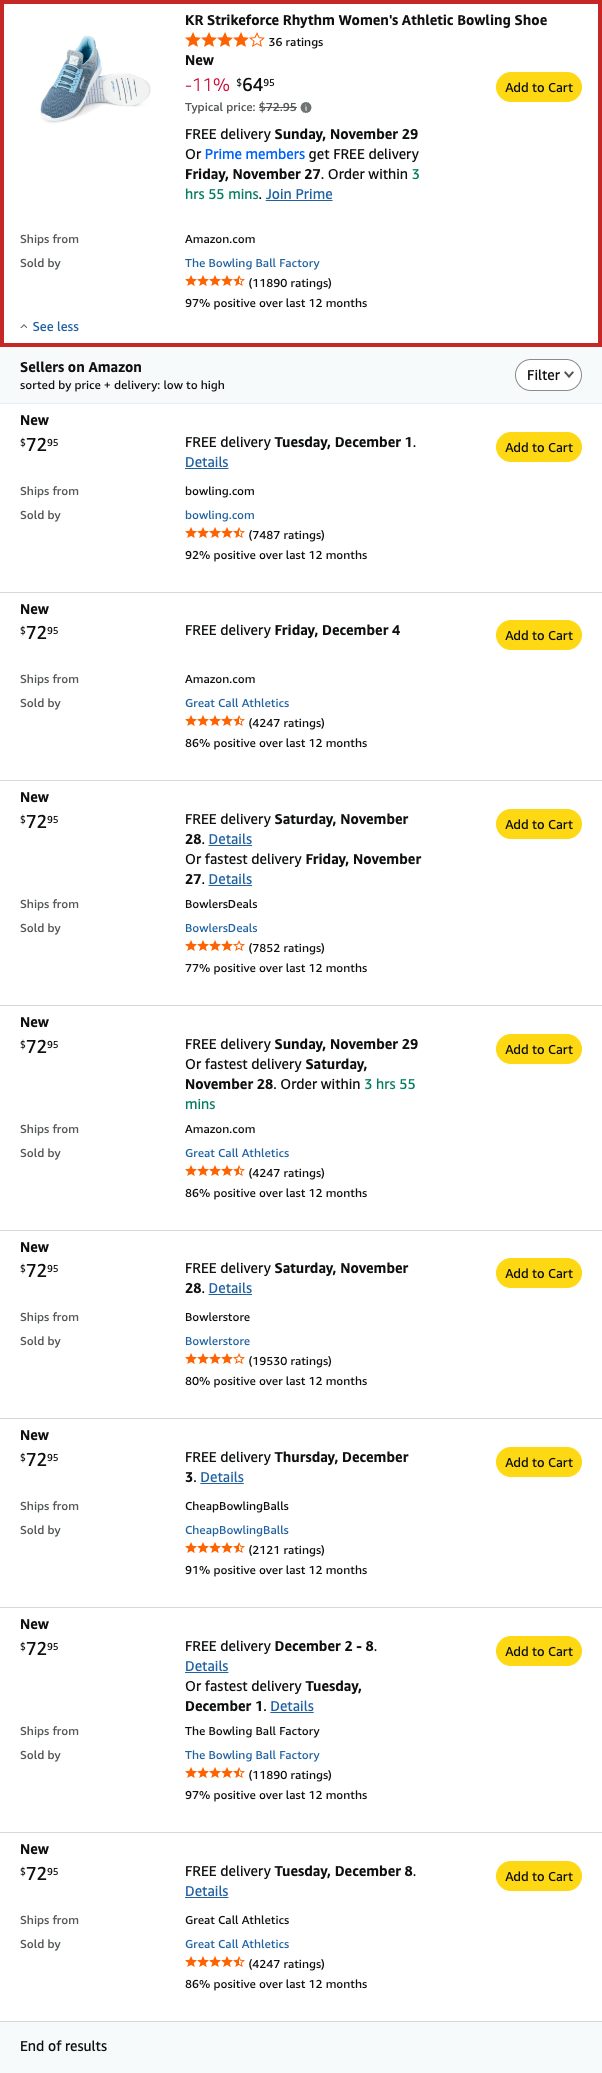 KR Strikeforce Rhythm Women's Athletic Bowling Shoe
36 ratings
New
-11% $64.95
Typical price: $72.95
Add to Cart
FREE delivery Sunday, November 29
Or Prime members get FREE delivery
Friday, November 27. Order within 3
hrs 55 mins. Join Prime
Ships from Amazon.com
Sold by The Bowling Ball Factory
(11890 ratings)
97% positive over last 12 months
See less
Sellers on Amazon
sorted by price + delivery: low to high
Filter
New
$72.95
FREE delivery Tuesday, December 1.
Details
Add to Cart
Ships from bowling.com
Sold by bowling.com
(7487 ratings)
92% positive over last 12 months
New
$72.95
FREE delivery Friday, December 4
Add to Cart
Ships from Amazon.com
Sold by Great Call Athletics
(4247 ratings)
86% positive over last 12 months
New
$72.95
FREE delivery Saturday, November
28. Details
Or fastest delivery Friday, November
27. Details
Add to Cart
Ships from BowlersDeals
Sold by BowlersDeals
(7852 ratings)
77% positive over last 12 months
New
$72.95
FREE delivery Sunday, November 29
Or fastest delivery Saturday,
November 28. Order within 3 hrs 55
mins
Add to Cart
Ships from Amazon.com
Sold by Great Call Athletics
(4247 ratings)
86% positive over last 12 months
New
$72.95
FREE delivery Saturday, November
28. Details
Add to Cart
Ships from Bowlerstore
Sold by Bowlerstore
(19530 ratings)
80% positive over last 12 months
New
$72.95
FREE delivery Thursday, December
3. Details
Add to Cart
Ships from CheapBowlingBalls
Sold by CheapBowlingBalls
(2121 ratings)
91% positive over last 12 months
New
$72.95
FREE delivery December 2 - 8.
Details
Or fastest delivery Tuesday,
December 1. Details
Add to Cart
Ships from The Bowling Ball Factory
Sold by The Bowling Ball Factory
(11890 ratings)
97% positive over last 12 months
New
$72.95
FREE delivery Tuesday, December 8.
Details
Add to Cart
Ships from Great Call Athletics
Sold by Great Call Athletics
(4247 ratings)
86% positive over last 12 months
End of results